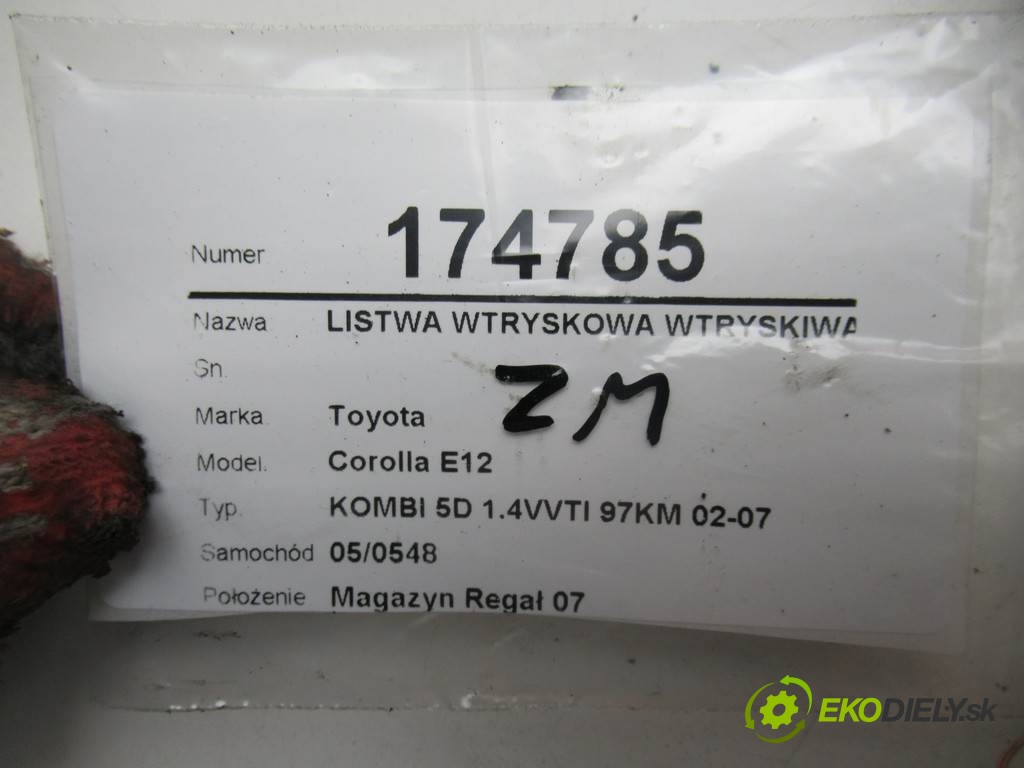 Numer 174785
Nazwa LISTWA WTRYSKOWA WTRYSKIWA
Sn.
ZM
Marka Toyota
Model. Corolla E12
Typ. KOMBI 5D 1.4VVTI 97KM 02-07
Samochód 05/0548
Położenie Magazyn Regał 07
EKODIELY.sk